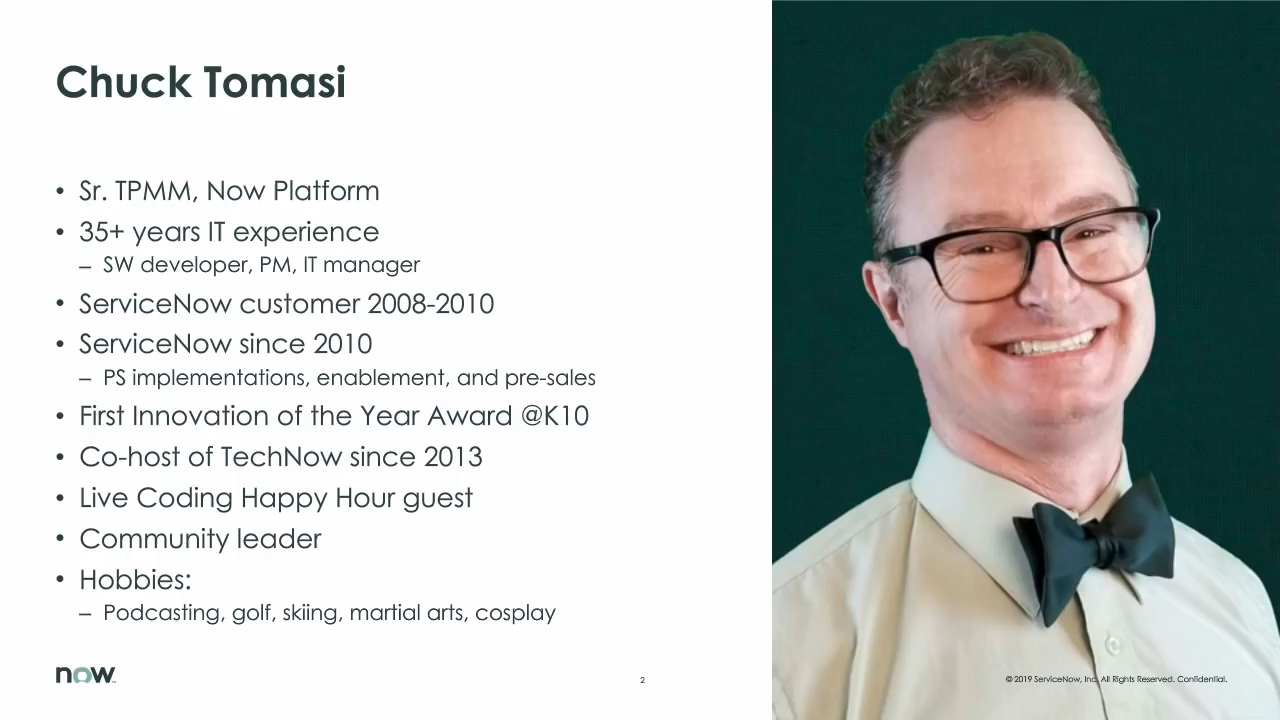 Chuck Tomasi
• Sr. TPMM, Now Platform
• 35+ years IT experience
– SW developer, PM, IT manager
• ServiceNow customer 2008-2010
• ServiceNow since 2010
– PS implementations, enablement, and pre-sales
• First Innovation of the Year Award @K10
• Co-host of TechNow since 2013
• Live Coding Happy Hour guest
• Community leader
• Hobbies:
– Podcasting, golf, skiing, martial arts, cosplay
now
2
© 2019 ServiceNow, Inc. All Rights Reserved. Confidential.